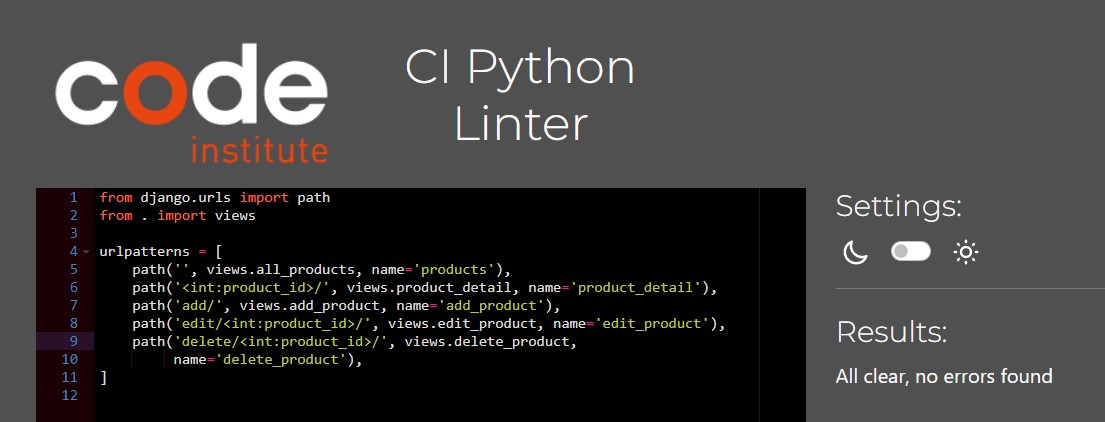 code
institute
CI Python
Linter
1 from django.urls import path
2 from . import views
3
4 urlpatterns = [
5     path('', views.all_products, name='products'),
6     path('<int:product_id>/', views.product_detail, name='product_detail'),
7     path('add/', views.add_product, name='add_product'),
8     path('edit/<int:product_id>/', views.edit_product, name='edit_product'),
9     path('delete/<int:product_id>/', views.delete_product,
10         name='delete_product'),
11 ]
12
Settings:
Results:
All clear, no errors found